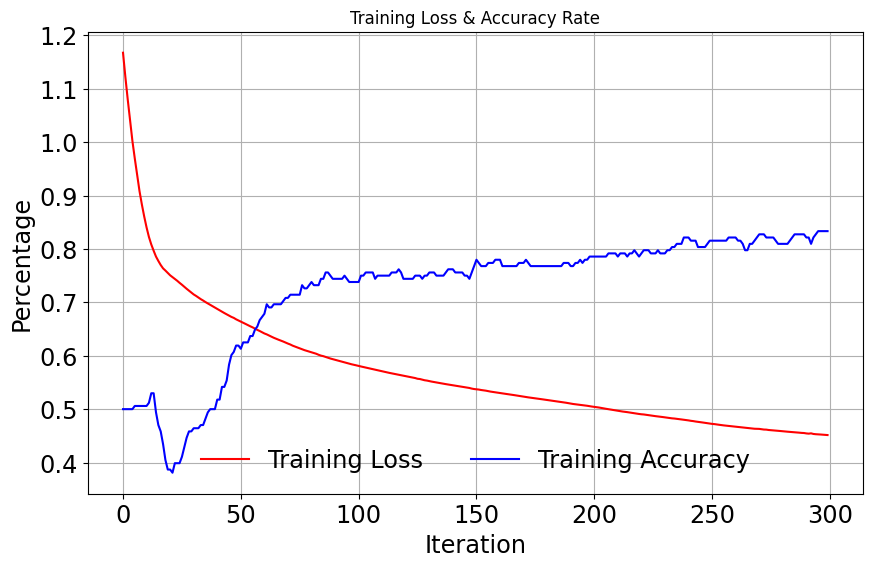 Training Loss & Accuracy Rate
1.2
1.1
1.0
0.9
0.8
0.7
0.6
0.5
0.4
Percentage
Training Loss
Training Accuracy
0 50 100 150 200 250 300
Iteration